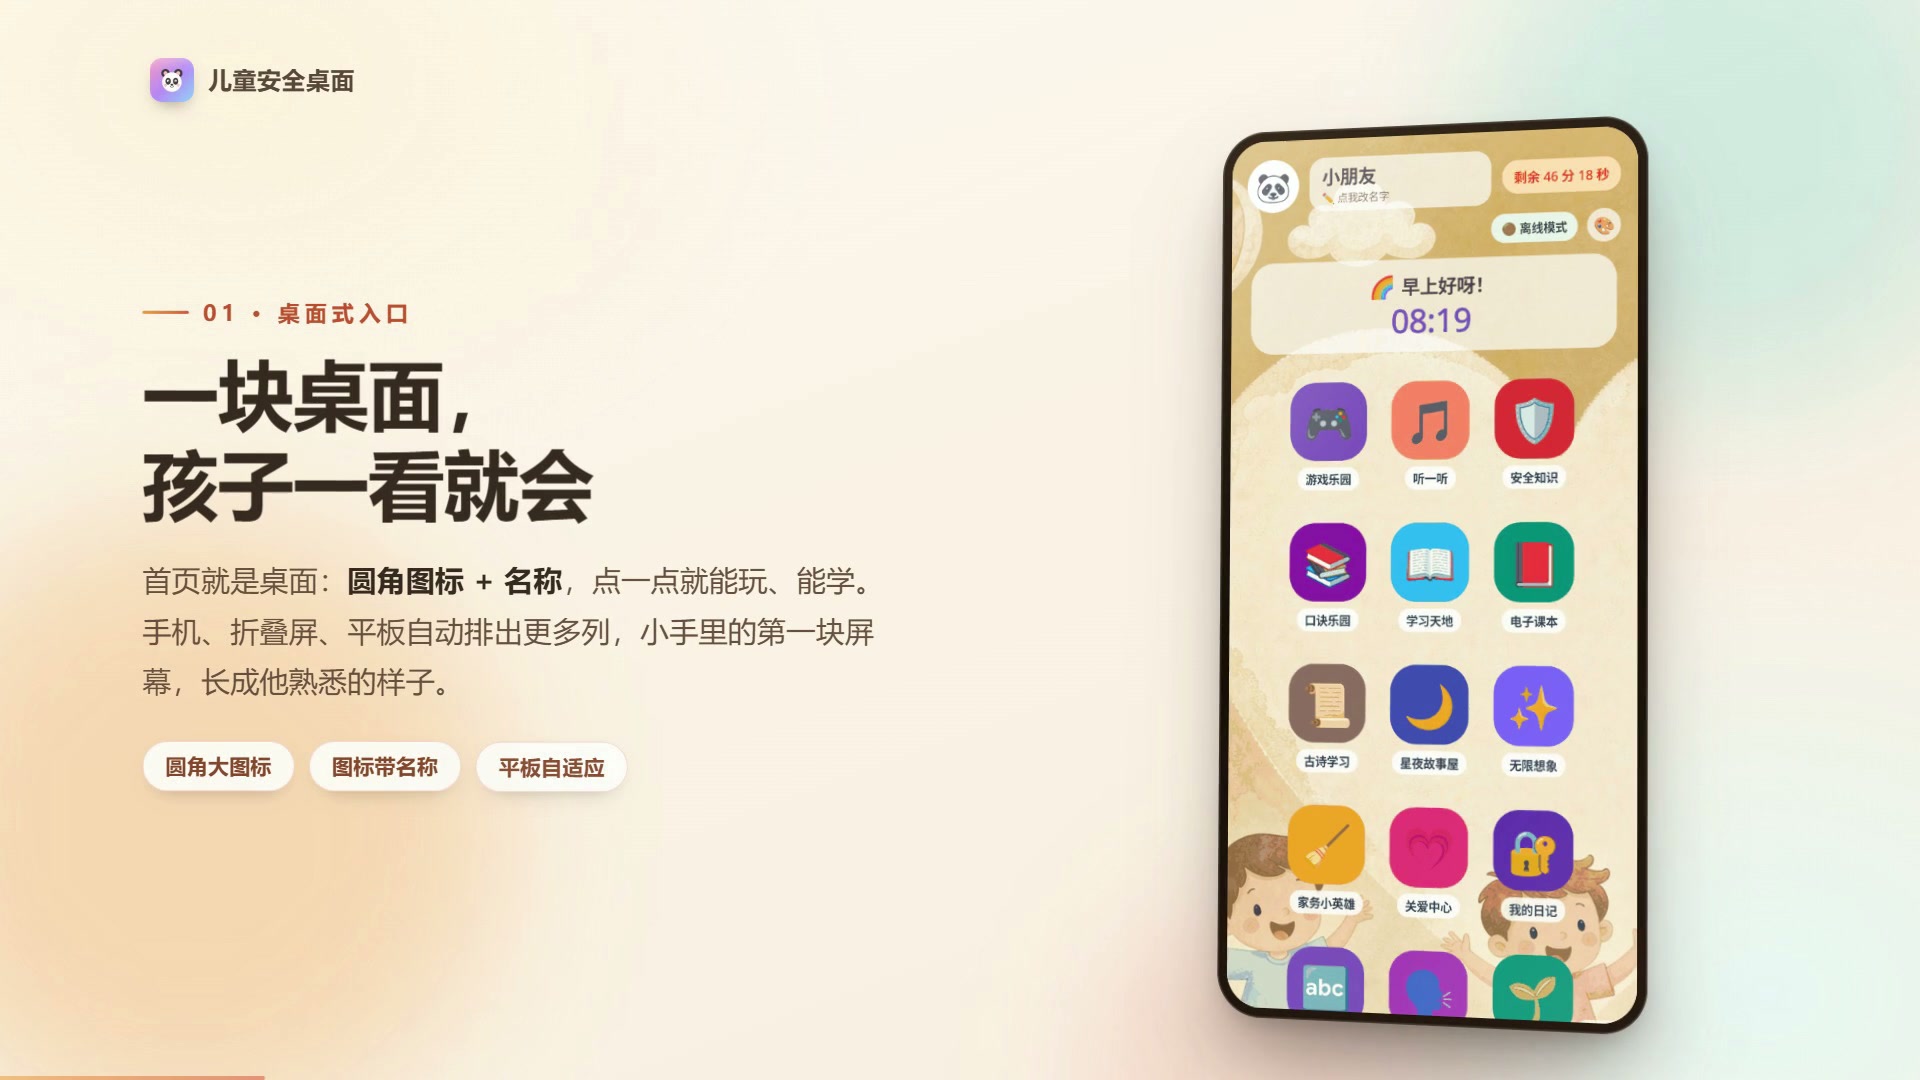 儿童安全桌面
01 • 桌面式入口
一块桌面，
孩子一看就会
首页就是桌面：圆角图标 + 名称，点一点就能玩、能学。
手机、折叠屏、平板自动排出更多列，小手里的第一块屏
幕，长成他熟悉的样子。
圆角大图标 图标带名称 平板自适应
小朋友
点我改名字
剩余 46 分 18 秒
离线模式
早上好呀！
08:19
游戏乐园 听一听 安全知识
口诀乐园 学习天地 电子课本
古诗学习 星夜故事屋 无限想象
家务小英雄 关爱中心 我的日记
abc